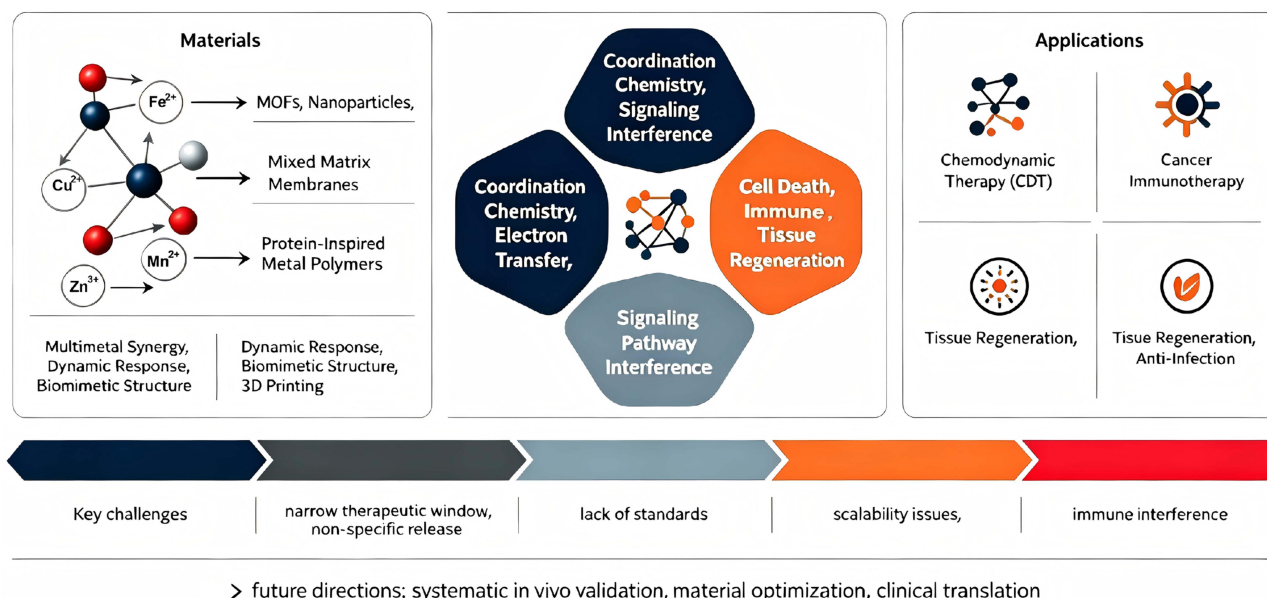 Materials
Fe2+
MOFs, Nanoparticles,
Cu2+
Mixed Matrix
Membranes
Mn2+
Protein-Inspired
Metal Polymers
Zn3+
Multimetal Synergy,
Dynamic Response,
Biomimetic Structure
Dynamic Response,
Biomimetic Structure,
3D Printing
Coordination
Chemistry,
Signaling
Interference
Coordination
Chemistry,
Electron
Transfer,
Cell Death,
Immune ,
Tissue
Regeneration
Signaling
Pathway
Interference
Applications
Chemodynamic
Therapy (CDT)
Cancer
Immunotherapy
Tissue Regeneration,
Tisue Regeneration,
Anti-Infection
Key challenges
narrow therapeutic window,
non-specific release
lack of standards
scalability issues,
immune interference
> future directions: systematic in vivo validation, material optimization, clinical translation